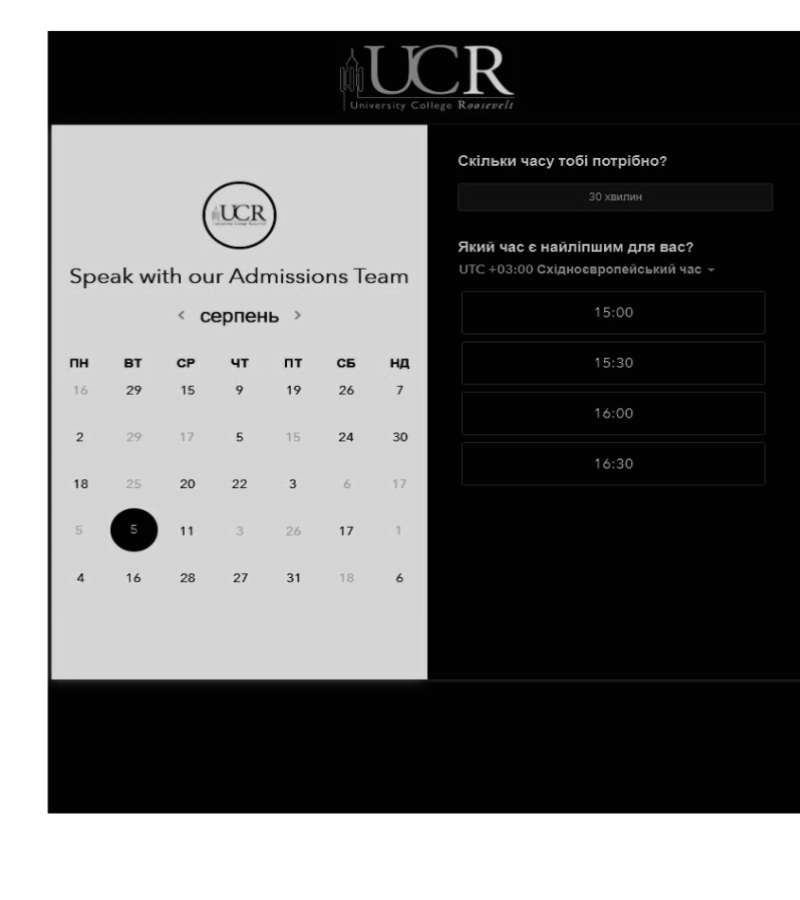 UCR
University College Roosevelt
UCR
Speak with our Admissions Team
‹ серпень ›
ПН ВТ СР ЧТ ПТ СБ НД
16 29 15 9 19 26 7
2 29 17 5 15 24 30
18 25 20 22 3 6 17
5 5 11 3 26 17 1
4 16 28 27 31 18 6
Скільки часу тобі потрібно?
30 хвилин
Який час є найліпшим для вас?
UTC +03:00 Східноєвропейський час
15:00
15:30
16:00
16:30